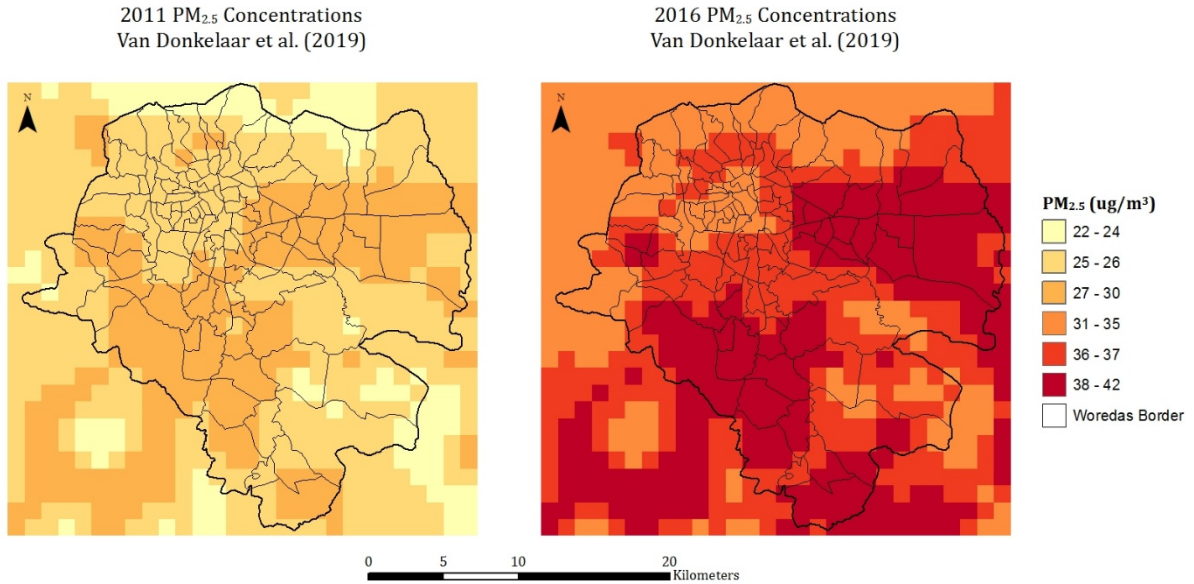 2011 PM₂.₅ Concentrations
Van Donkelaar et al. (2019)
2016 PM₂.₅ Concentrations
Van Donkelaar et al. (2019)
N
N
PM₂.₅ (ug/m³)
22 - 24
25 - 26
27 - 30
31 - 35
36 - 37
38 - 42
Woredas Border
0 5 10 20
Kilometers